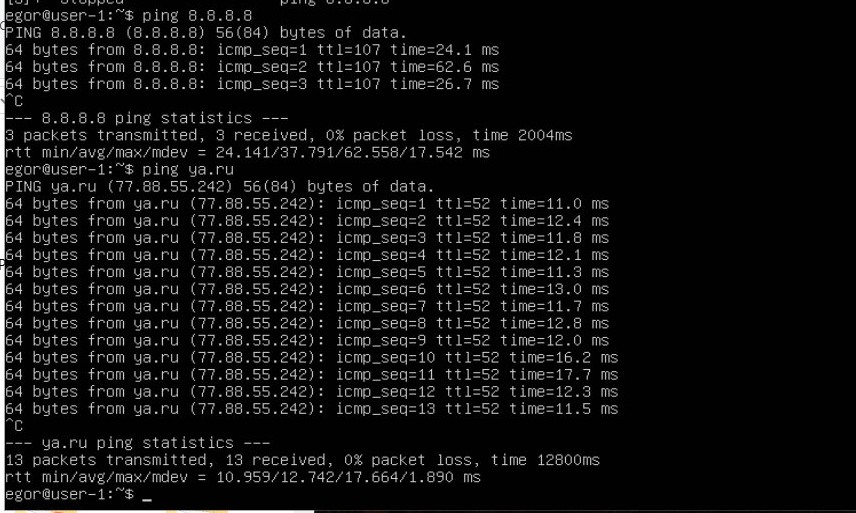 egor@user-1:~$ ping 8.8.8.8
PING 8.8.8.8 (8.8.8.8) 56(84) bytes of data.
64 bytes from 8.8.8.8: icmp_seq=1 ttl=107 time=24.1 ms
64 bytes from 8.8.8.8: icmp_seq=2 ttl=107 time=62.6 ms
64 bytes from 8.8.8.8: icmp_seq=3 ttl=107 time=26.7 ms
^C
--- 8.8.8.8 ping statistics ---
3 packets transmitted, 3 received, 0% packet loss, time 2004ms
rtt min/avg/max/mdev = 24.141/37.791/62.558/17.542 ms
egor@user-1:~$ ping ya.ru
PING ya.ru (77.88.55.242) 56(84) bytes of data.
64 bytes from ya.ru (77.88.55.242): icmp_seq=1 ttl=52 time=11.0 ms
64 bytes from ya.ru (77.88.55.242): icmp_seq=2 ttl=52 time=12.4 ms
64 bytes from ya.ru (77.88.55.242): icmp_seq=3 ttl=52 time=11.8 ms
64 bytes from ya.ru (77.88.55.242): icmp_seq=4 ttl=52 time=12.1 ms
64 bytes from ya.ru (77.88.55.242): icmp_seq=5 ttl=52 time=11.3 ms
64 bytes from ya.ru (77.88.55.242): icmp_seq=6 ttl=52 time=13.0 ms
64 bytes from ya.ru (77.88.55.242): icmp_seq=7 ttl=52 time=11.7 ms
64 bytes from ya.ru (77.88.55.242): icmp_seq=8 ttl=52 time=12.8 ms
64 bytes from ya.ru (77.88.55.242): icmp_seq=9 ttl=52 time=12.0 ms
64 bytes from ya.ru (77.88.55.242): icmp_seq=10 ttl=52 time=16.2 ms
64 bytes from ya.ru (77.88.55.242): icmp_seq=11 ttl=52 time=17.7 ms
64 bytes from ya.ru (77.88.55.242): icmp_seq=12 ttl=52 time=12.3 ms
64 bytes from ya.ru (77.88.55.242): icmp_seq=13 ttl=52 time=11.5 ms
^C
--- ya.ru ping statistics ---
13 packets transmitted, 13 received, 0% packet loss, time 12800ms
rtt min/avg/max/mdev = 10.959/12.742/17.664/1.890 ms
egor@user-1:~$ _